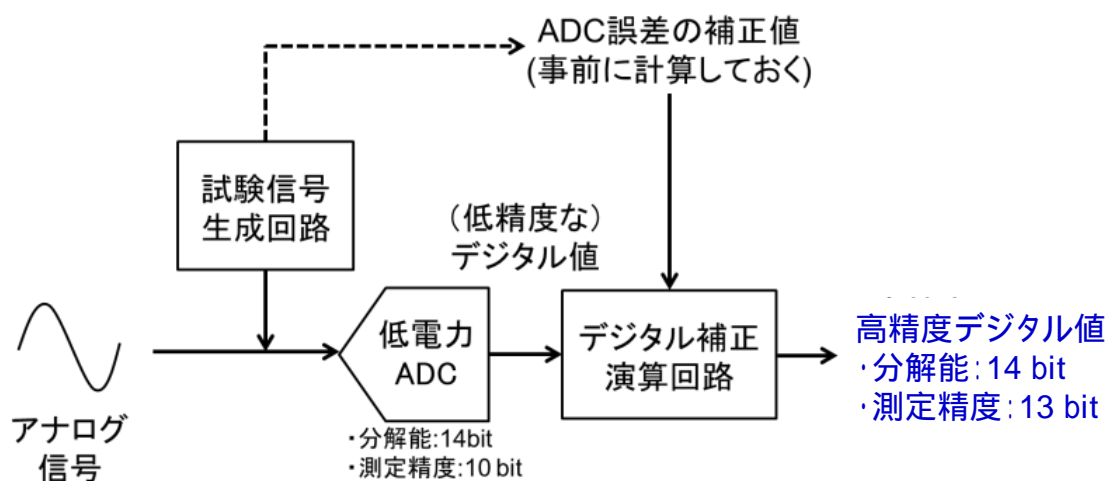 ADC誤差の補正値
(事前に計算しておく)
試験信号
生成回路
(低精度な)
デジタル値
低電力
ADC
・分解能:14bit
・測定精度:10 bit
デジタル補正
演算回路
高精度デジタル値
・分解能:14 bit
・測定精度:13 bit
アナログ
信号